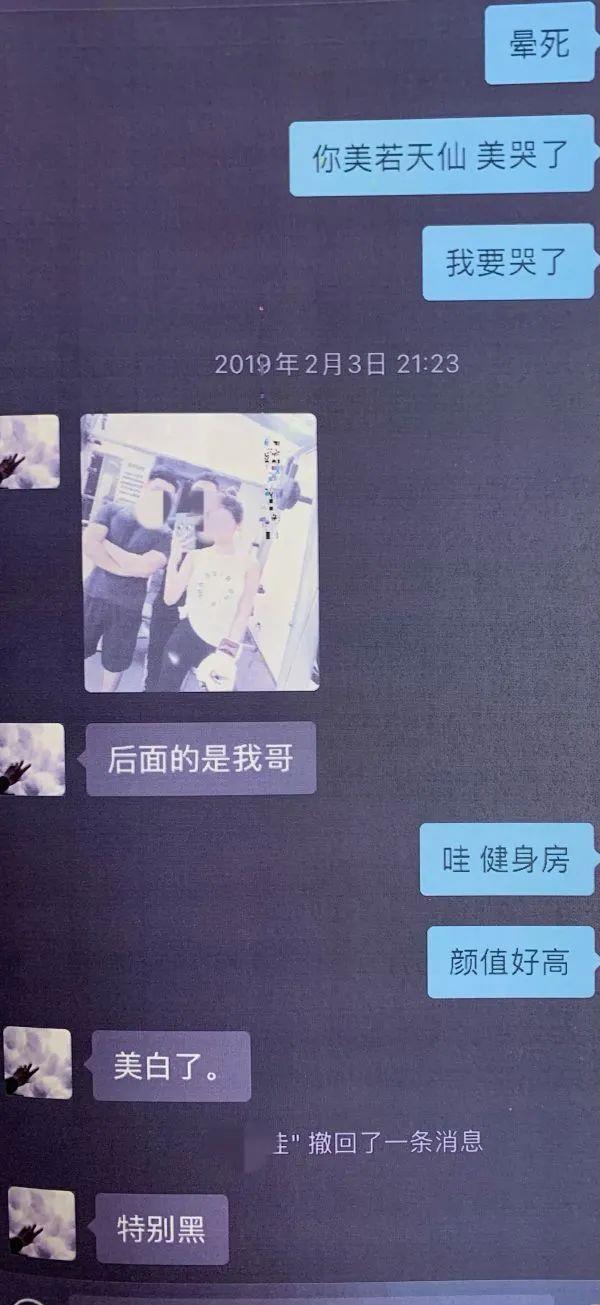 晕死
你美若天仙 美哭了
我要哭了
2019年2月3日 21:23
后面的是我哥
哇 健身房
颜值好高
美白了。
圭" 撤回了一条消息
特别黑